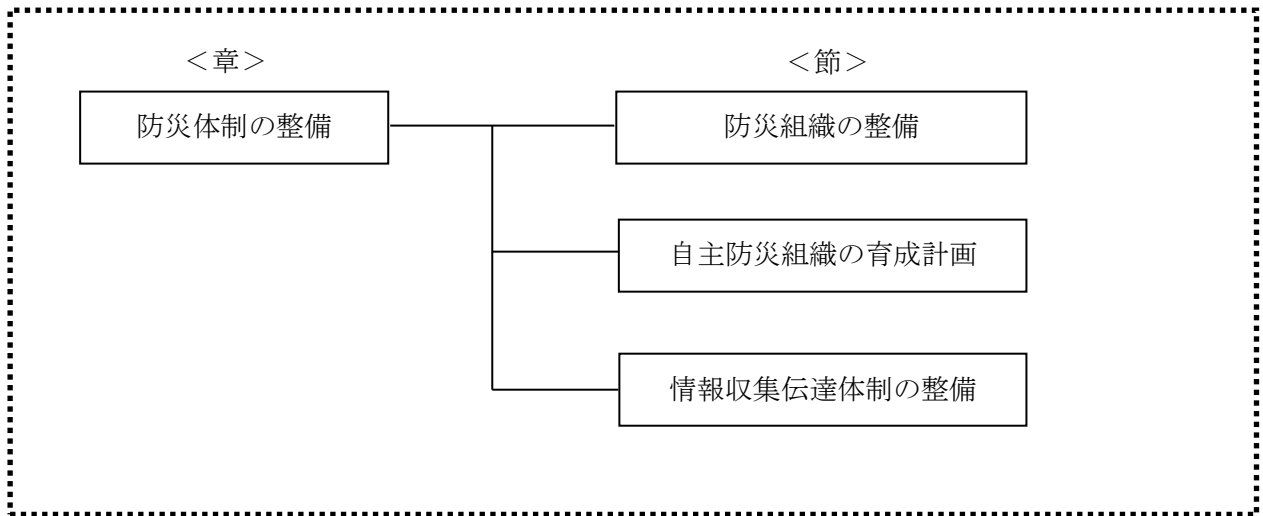 <章>
<節>
防災体制の整備
防災組織の整備
自主防災組織の育成計画
情報収集伝達体制の整備